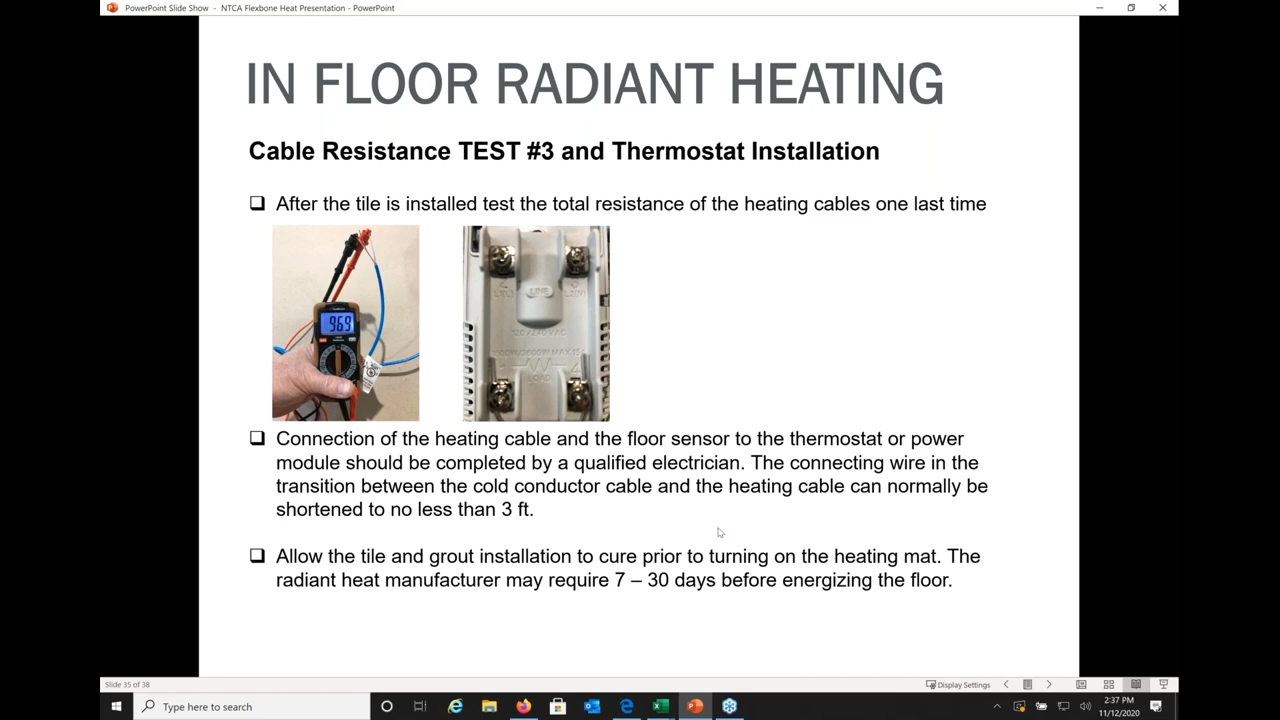 PowerPoint Slide Show - NTCA Flexbone Heat Presentation - PowerPoint
IN FLOOR RADIANT HEATING
Cable Resistance TEST #3 and Thermostat Installation
After the tile is installed test the total resistance of the heating cables one last time
96.9
LINE
LOAD
Connection of the heating cable and the floor sensor to the thermostat or power
module should be completed by a qualified electrician. The connecting wire in the
transition between the cold conductor cable and the heating cable can normally be
shortened to no less than 3 ft.
Allow the tile and grout installation to cure prior to turning on the heating mat. The
radiant heat manufacturer may require 7 – 30 days before energizing the floor.
Slide 35 of 38
Display Settings
Type here to search
2:37 PM
11/12/2020